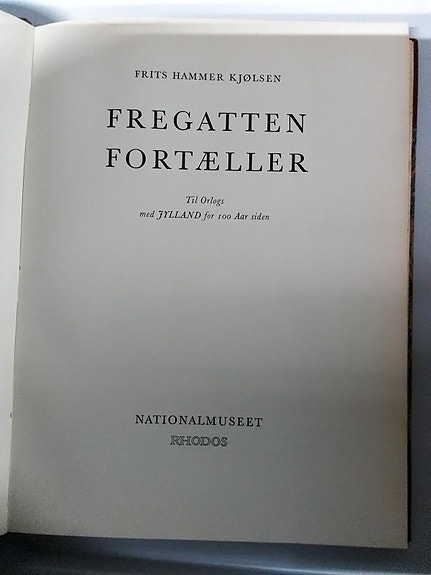 FRITS HAMMER KJØLSEN
FREGATTEN
FORTÆLLER
Til Orlogs
med JYLLAND for 100 Aar siden
NATIONALMUSEET
RHODOS